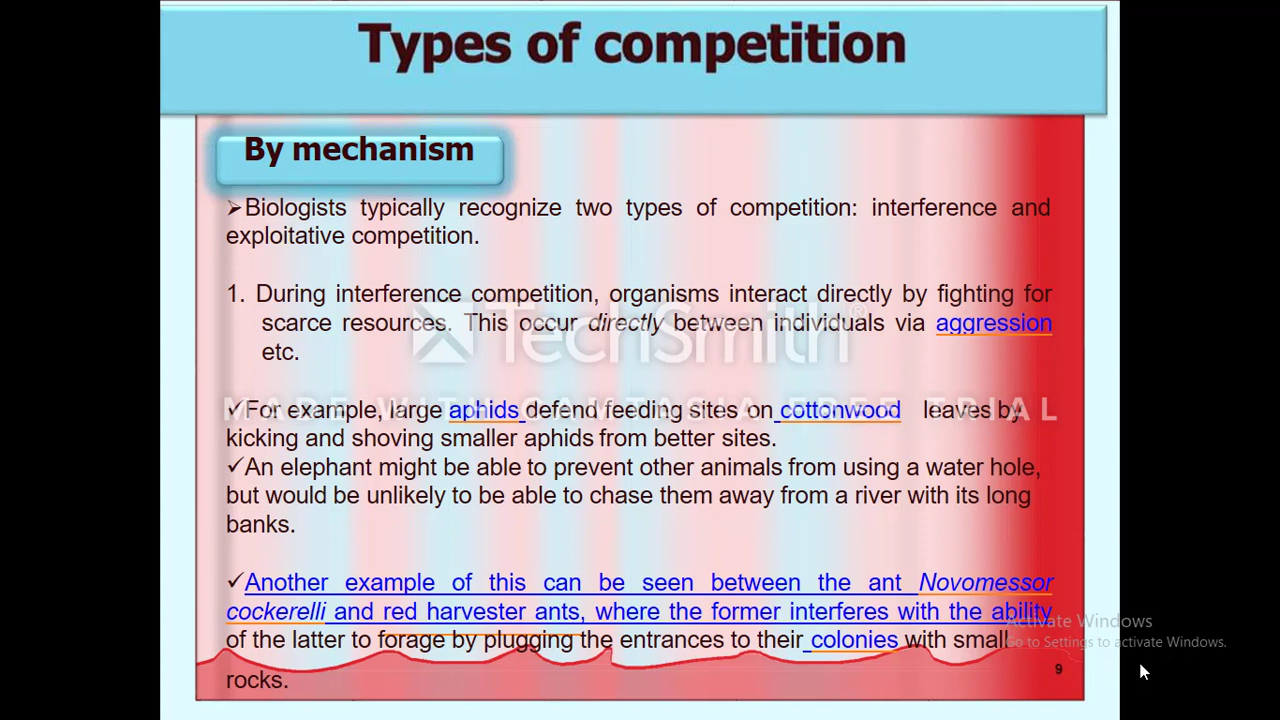 Types of competition
By mechanism
➢Biologists typically recognize two types of competition: interference and
exploitative competition.
1. During interference competition, organisms interact directly by fighting for
scarce resources. This occur directly between individuals via aggression
etc.
TechSmith®
MADE WITH CAMTASIA FREE TRIAL
✓For example, large aphids defend feeding sites on cottonwood leaves by
kicking and shoving smaller aphids from better sites.
✓An elephant might be able to prevent other animals from using a water hole,
but would be unlikely to be able to chase them away from a river with its long
banks.
✓Another example of this can be seen between the ant Novomessor
cockerelli and red harvester ants, where the former interferes with the ability
of the latter to forage by plugging the entrances to their colonies with small
rocks.
Activate Windows
Go to Settings to activate Windows.
9